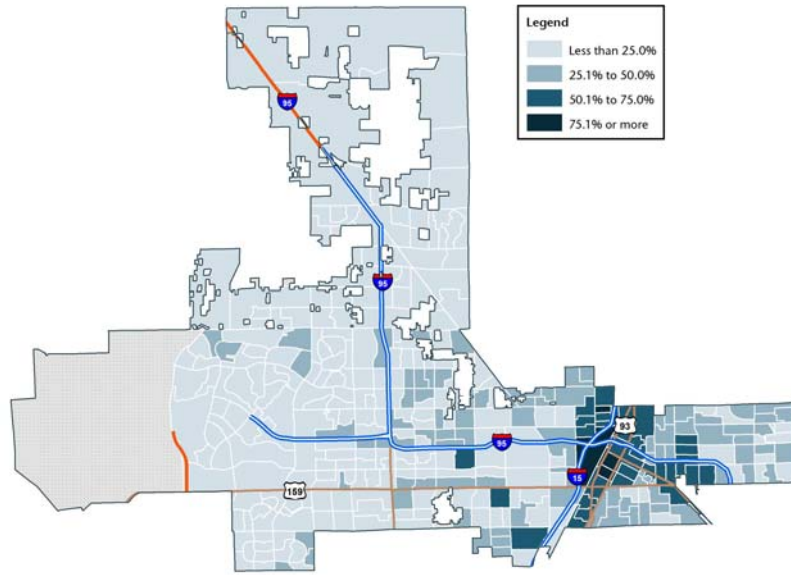 Legend
Less than 25.0%
25.1% to 50.0%
50.1% to 75.0%
75.1% or more
95
95
93
95
15
159